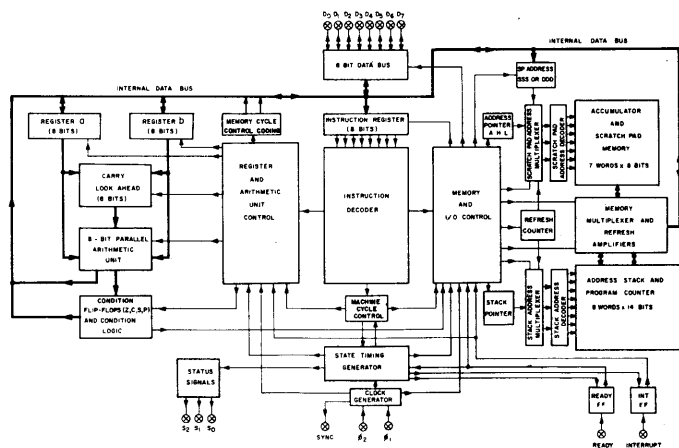 D0 D1 D2 D3 D4 D5 D6 D7
8 BIT DATA BUS
INTERNAL DATA BUS
INTERNAL DATA BUS
SP ADDRESS
SSS OR DDD
REGISTER a
(8 BITS)
REGISTER b
(8 BITS)
MEMORY CYCLE
CONTROL CODING
INSTRUCTION REGISTER
(8 BITS)
ADDRESS
POINTER
A H L
SCRATCH PAD ADDRESS
MULTIPLEXER
SCRATCH PAD
ADDRESS DECODER
ACCUMULATOR
AND
SCRATCH PAD
MEMORY
7 WORDS x 8 BITS
CARRY
LOOK AHEAD
(8 BITS)
REGISTER
AND
ARITHMETIC
UNIT
CONTROL
INSTRUCTION
DECODER
MEMORY
AND
I/O CONTROL
REFRESH
COUNTER
MEMORY
MULTIPLEXER AND
REFRESH
AMPLIFIERS
8-BIT PARALLEL
ARITHMETIC
UNIT
CONDITION
FLIP-FLOPS (Z,C,S,P)
AND CONDITION
LOGIC
MACHINE
CYCLE
CONTROL
STACK
POINTER
STACK ADDRESS
MULTIPLEXER
STACK ADDRESS
DECODER
ADDRESS STACK AND
PROGRAM COUNTER
8 WORDS x 14 BITS
STATE TIMING
GENERATOR
STATUS
SIGNALS
CLOCK
GENERATOR
READY
FF
INT
FF
S2 S1 S0
SYNC
Ø2 Ø1
READY
INTERRUPT